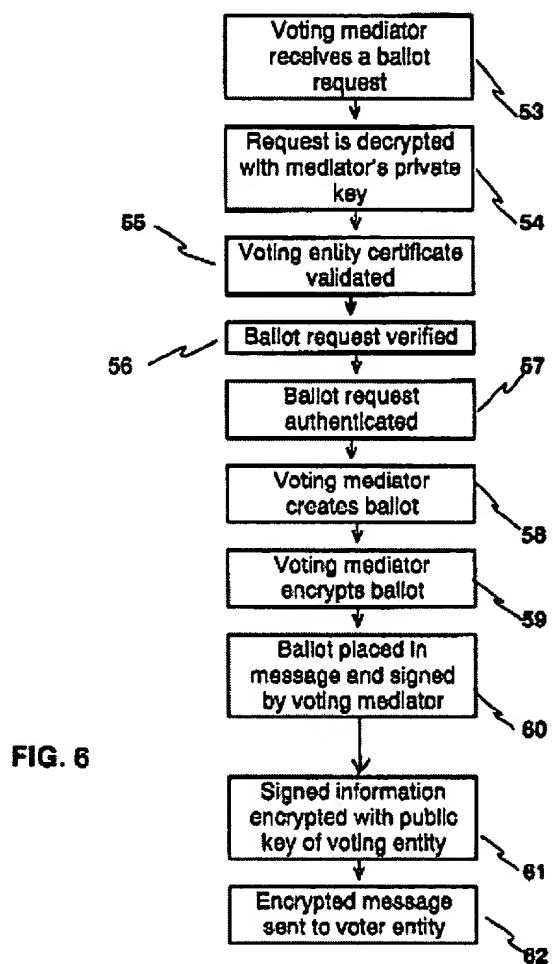 Voting mediator
receives a ballot
request
53
Request is decrypted
with mediator's private
key
54
55
Voting entity certificate
validated
Ballot request verified
56
57
Ballot request
authenticated
Voting mediator
creates ballot
58
Voting mediator
encrypts ballot
59
Ballot placed in
message and signed
by voting mediator
60
FIG. 6
Signed information
encrypted with public
key of voting entity
61
Encrypted message
sent to voter entity
62